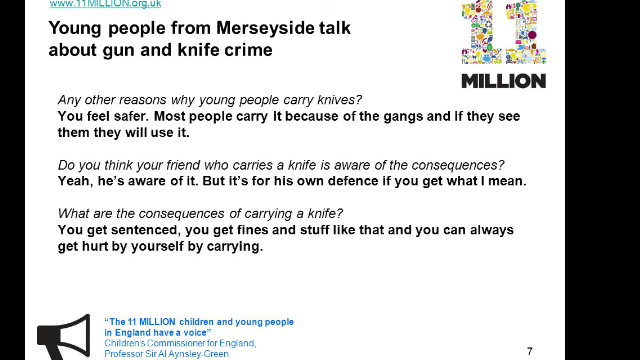 www.11MILLION.org.uk
Young people from Merseyside talk
about gun and knife crime
11
MILLION
Any other reasons why young people carry knives?
You feel safer. Most people carry it because of the gangs and if they see
them they will use it.
Do you think your friend who carries a knife is aware of the consequences?
Yeah, he's aware of it. But it's for his own defence if you get what I mean.
What are the consequences of carrying a knife?
You get sentenced, you get fines and stuff like that and you can always
get hurt by yourself by carrying.
“The 11 MILLION children and young people
in England have a voice”
Children's Commissioner for England,
Professor Sir Al Aynsley-Green
7